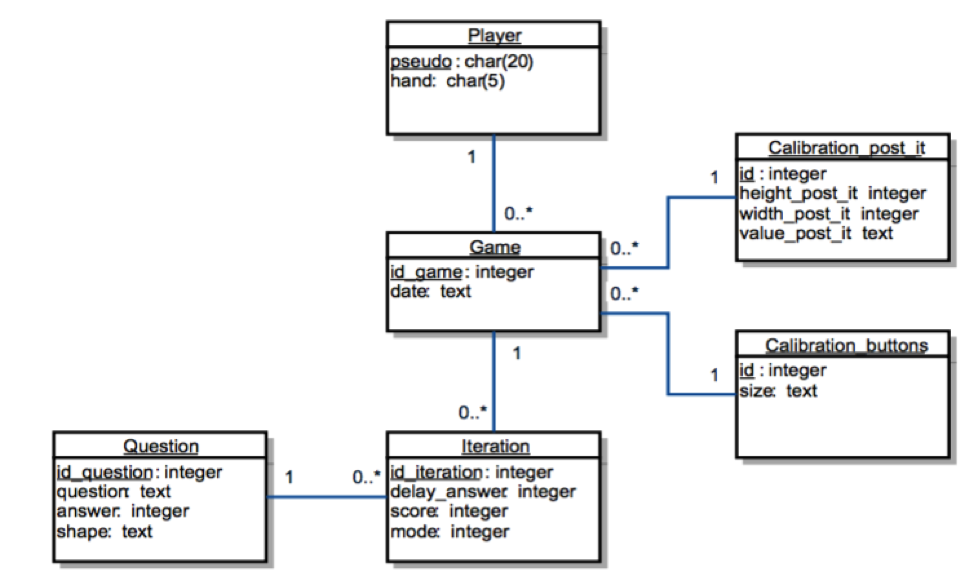 Player
pseudo : char(20)
hand: char(5)
1
0..*
Calibration_post_it
id : integer
height_post_it integer
width_post_it integer
value_post_it text
1
0..*
Game
id_game : integer
date: text
0..*
1
Calibration_buttons
id : integer
size: text
1
0..*
Question
id_question : integer
question: text
answer: integer
shape: text
1
0..*
Iteration
id_iteration : integer
delay_answer: integer
score: integer
mode: integer